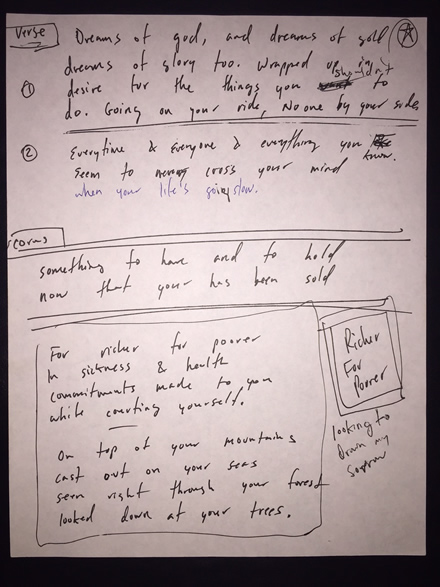 Verse
Dreams of god, and dreams of gold
dreams of glory too. Wrapped up in
desire for the things you shouldn't to
① do. Going on your ride, No one by your side
② Everytime & Everyone & everything you know.
Seem to cross your mind
when your life's going slow.
something to have and to hold
now that your has been sold
For richer for poorer
In sickness & health
commitments made to you
while courting yourself.
On top of your mountains
cast out on your seas
seen right through your forest
looked down at your trees.
Richer
For
Poorer
looking to
drown my
sorrow